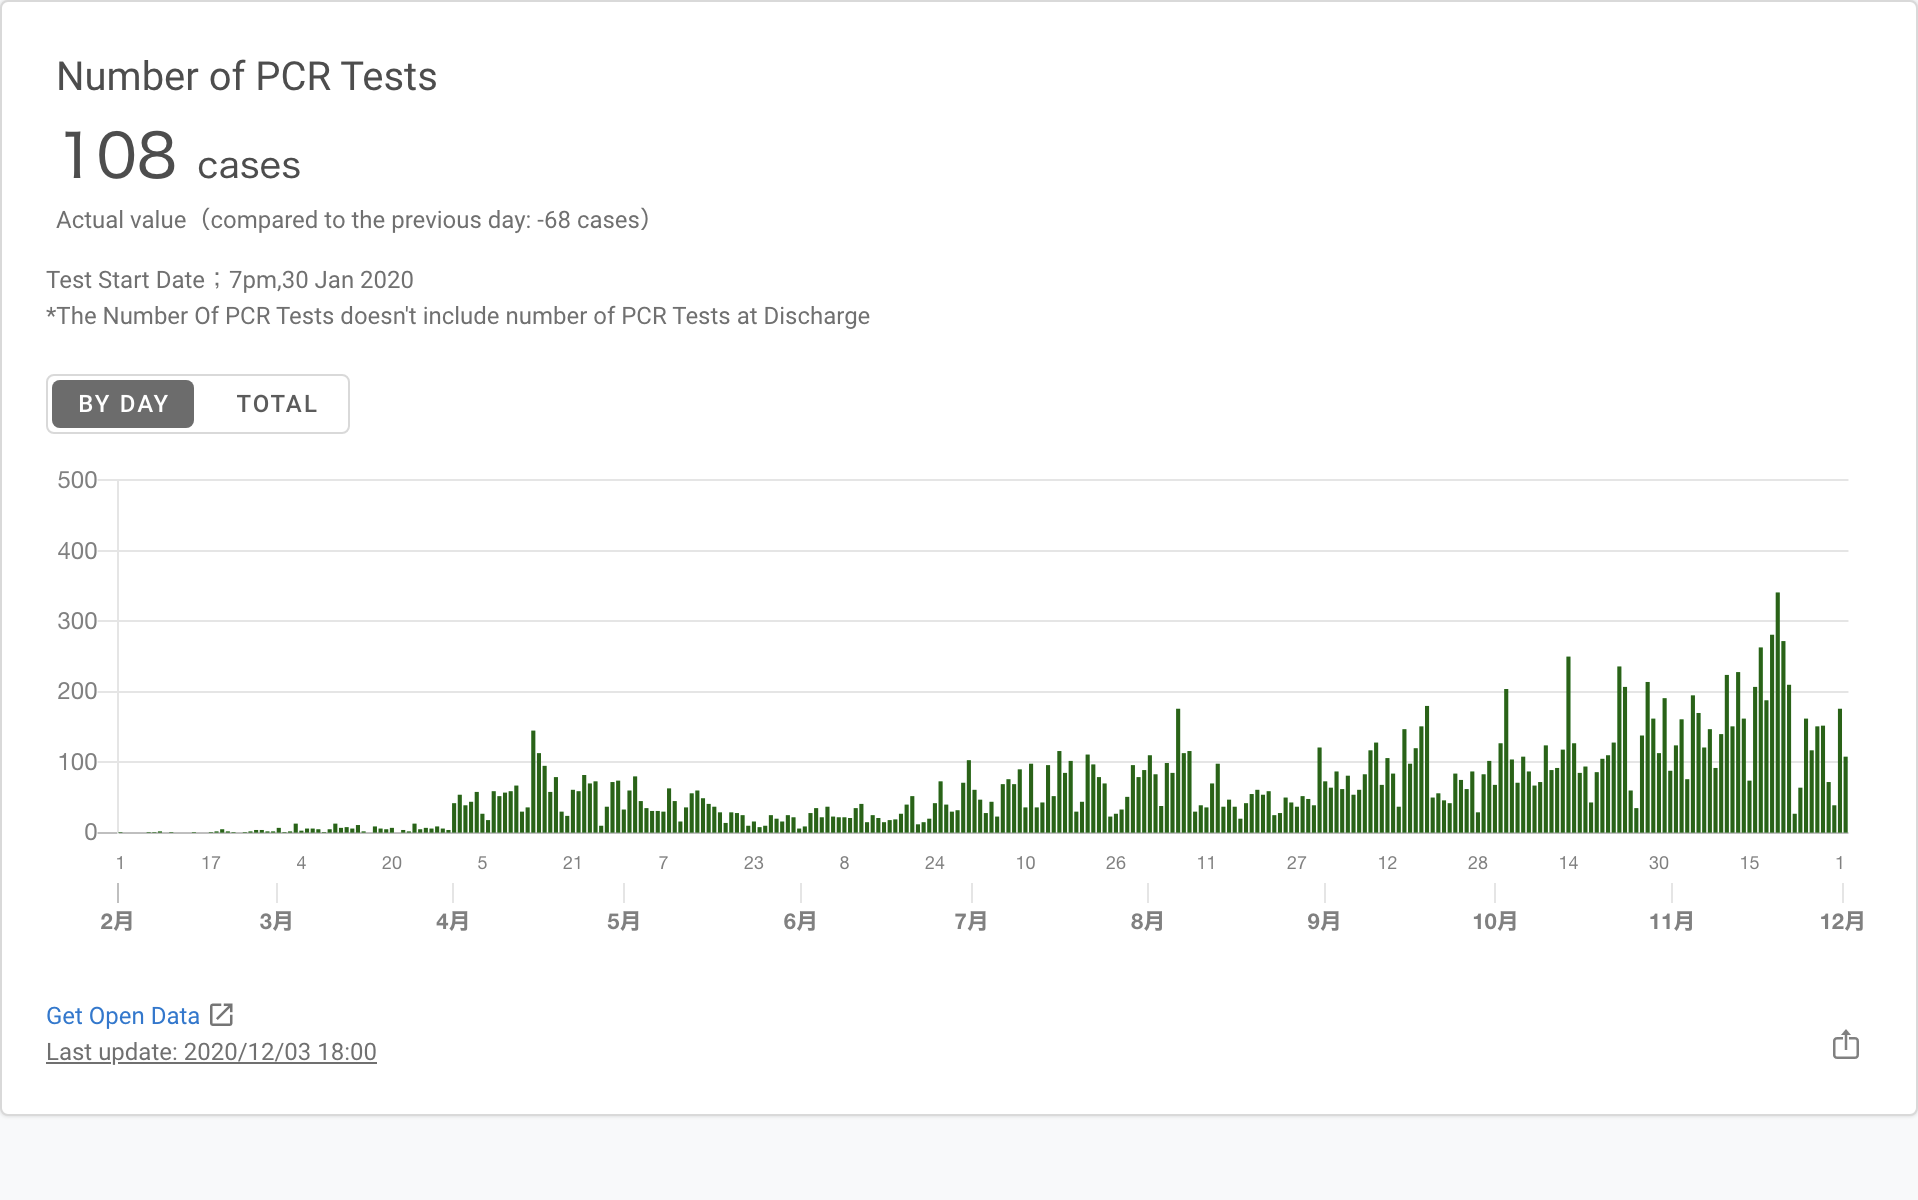 Number of PCR Tests
108 cases
Actual value（compared to the previous day: -68 cases）
Test Start Date；7pm,30 Jan 2020
*The Number Of PCR Tests doesn't include number of PCR Tests at Discharge
BY DAY TOTAL
500
400
300
200
100
0
1 17 4 20 5 21 7 23 8 24 10 26 11 27 12 28 14 30 15 1
2月 3月 4月 5月 6月 7月 8月 9月 10月 11月 12月
Get Open Data
Last update: 2020/12/03 18:00